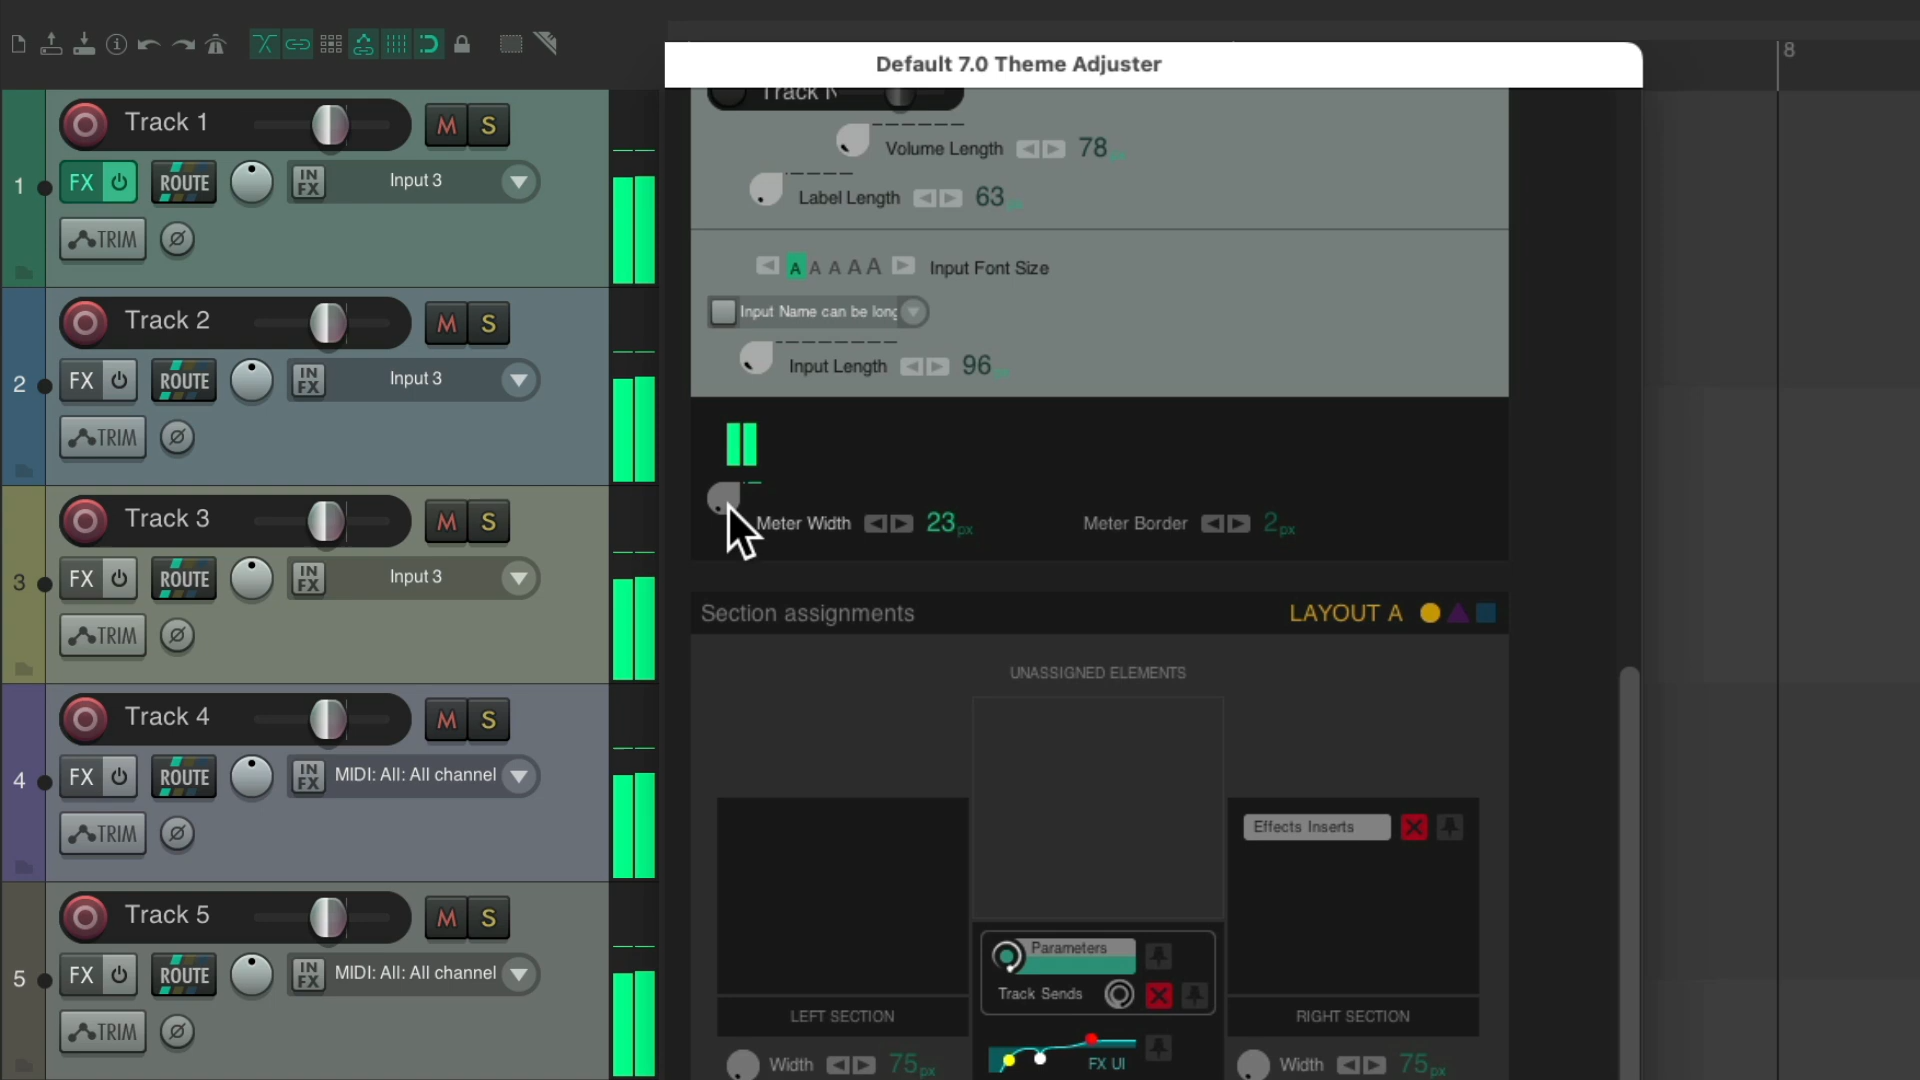 Default 7.0 Theme Adjuster
8
Track 1
M S
1
FX
ROUTE
IN FX
Input 3
TRIM
Track 2
M S
2
FX
ROUTE
IN FX
Input 3
TRIM
Track 3
M S
3
FX
ROUTE
IN FX
Input 3
TRIM
Track 4
M S
4
FX
ROUTE
IN FX
MIDI: All: All channel
TRIM
Track 5
M S
5
FX
ROUTE
IN FX
MIDI: All: All channel
TRIM
Track
Volume Length 78
Label Length 63
A A A A A Input Font Size
Input Name can be long
Input Length 96
Meter Width 23px
Meter Border 2px
Section assignments
LAYOUT A
UNASSIGNED ELEMENTS
Effects Inserts
Parameters
Track Sends
LEFT SECTION
RIGHT SECTION
Width 75px
FX UI
Width 75px